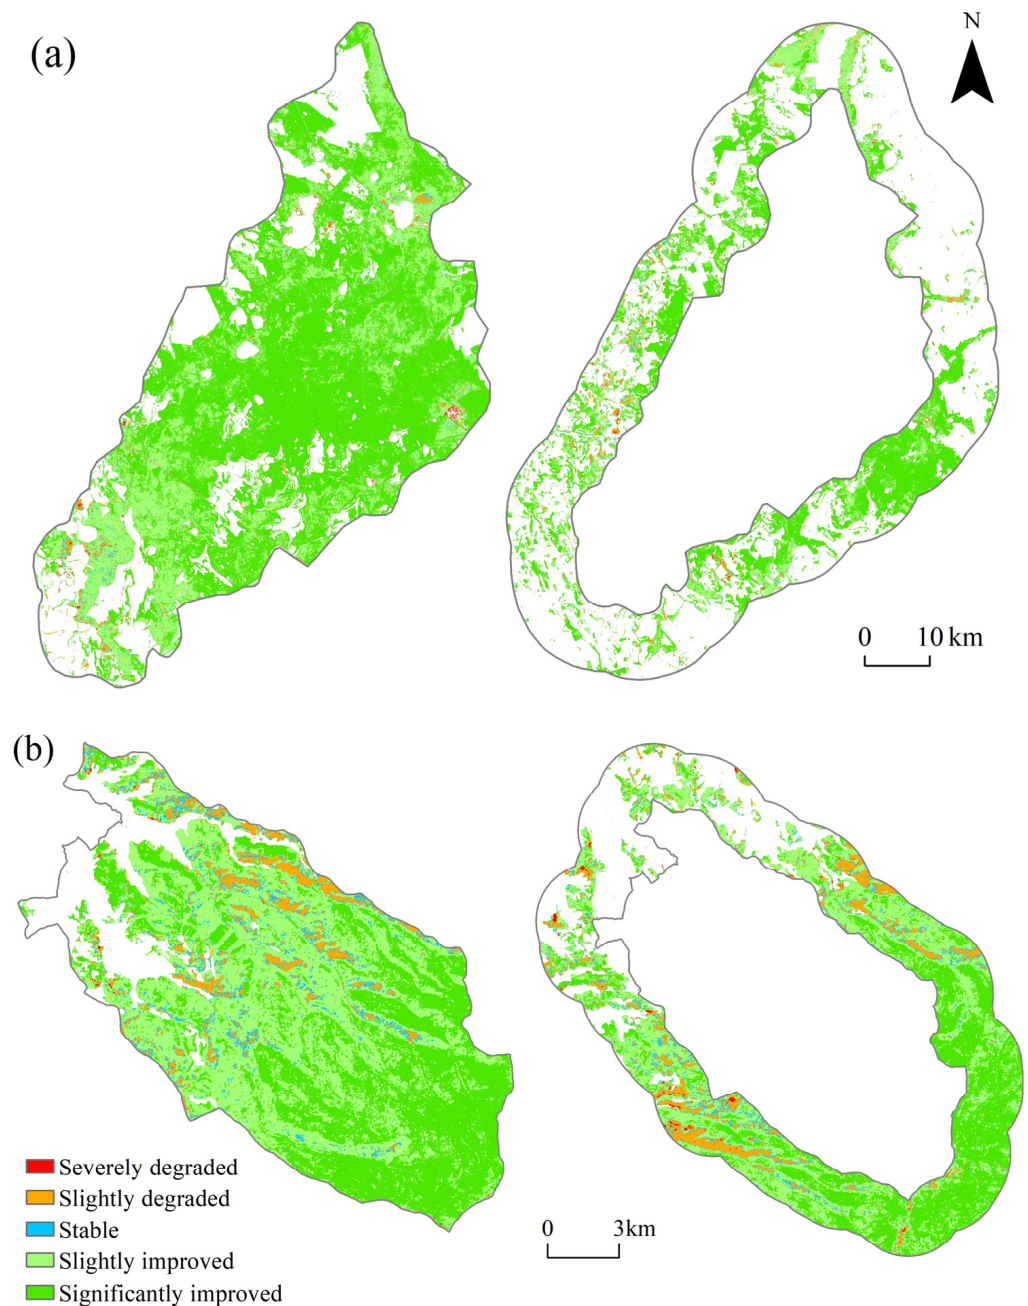 (a)
N
0 10 km
(b)
Severely degraded
Slightly degraded
Stable
Slightly improved
Significantly improved
0 3km